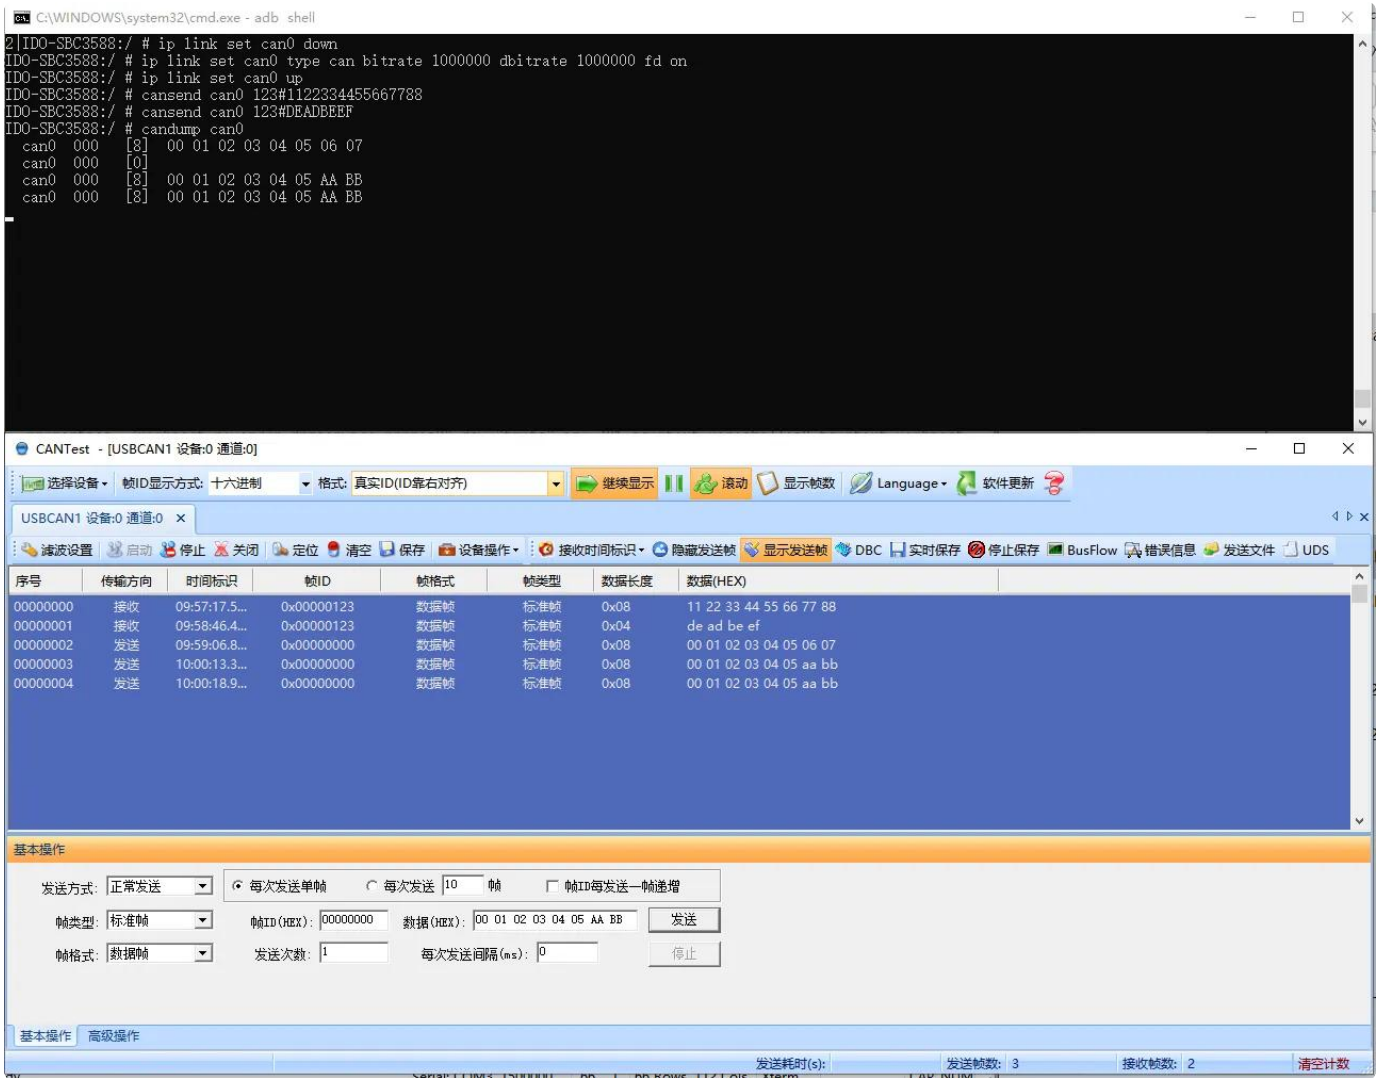 C:\WINDOWS\system32\cmd.exe - adb  shell
2|IDO-SBC3588:/ # ip link set can0 down
IDO-SBC3588:/ # ip link set can0 type can bitrate 1000000 dbitrate 1000000 fd on
IDO-SBC3588:/ # ip link set can0 up
IDO-SBC3588:/ # cansend can0 123#1122334455667788
IDO-SBC3588:/ # cansend can0 123#DEADBEEF
IDO-SBC3588:/ # candump can0
can0  000   [8]  00 01 02 03 04 05 06 07
can0  000   [0]
can0  000   [8]  00 01 02 03 04 05 AA BB
can0  000   [8]  00 01 02 03 04 05 AA BB
CANTest - [USBCAN1 设备:0 通道:0]
选择设备 帧ID显示方式: 十六进制 格式: 真实ID(ID靠右对齐) 继续显示 滚动 显示帧数 Language 软件更新
USBCAN1 设备:0 通道:0
滤波设置 启动 停止 关闭 定位 清空 保存 设备操作 接收时间标识 隐藏发送帧 显示发送帧 DBC 实时保存 停止保存 BusFlow 错误信息 发送文件 UDS
序号 传输方向 时间标识 帧ID 帧格式 帧类型 数据长度 数据(HEX)
00000000 接收 09:57:17.5... 0x00000123 数据帧 标准帧 0x08 11 22 33 44 55 66 77 88
00000001 接收 09:58:46.4... 0x00000123 数据帧 标准帧 0x04 de ad be ef
00000002 发送 09:59:06.8... 0x00000000 数据帧 标准帧 0x08 00 01 02 03 04 05 06 07
00000003 发送 10:00:13.3... 0x00000000 数据帧 标准帧 0x08 00 01 02 03 04 05 aa bb
00000004 发送 10:00:18.9... 0x00000000 数据帧 标准帧 0x08 00 01 02 03 04 05 aa bb
基本操作
发送方式: 正常发送 每次发送单帧 每次发送 10 帧 帧ID每发送一帧递增
帧类型: 标准帧 帧ID(HEX): 00000000 数据(HEX): 00 01 02 03 04 05 AA BB 发送
帧格式: 数据帧 发送次数: 1 每次发送间隔(ms): 0 停止
基本操作 高级操作
发送耗时(s): 发送帧数: 3 接收帧数: 2 清空计数